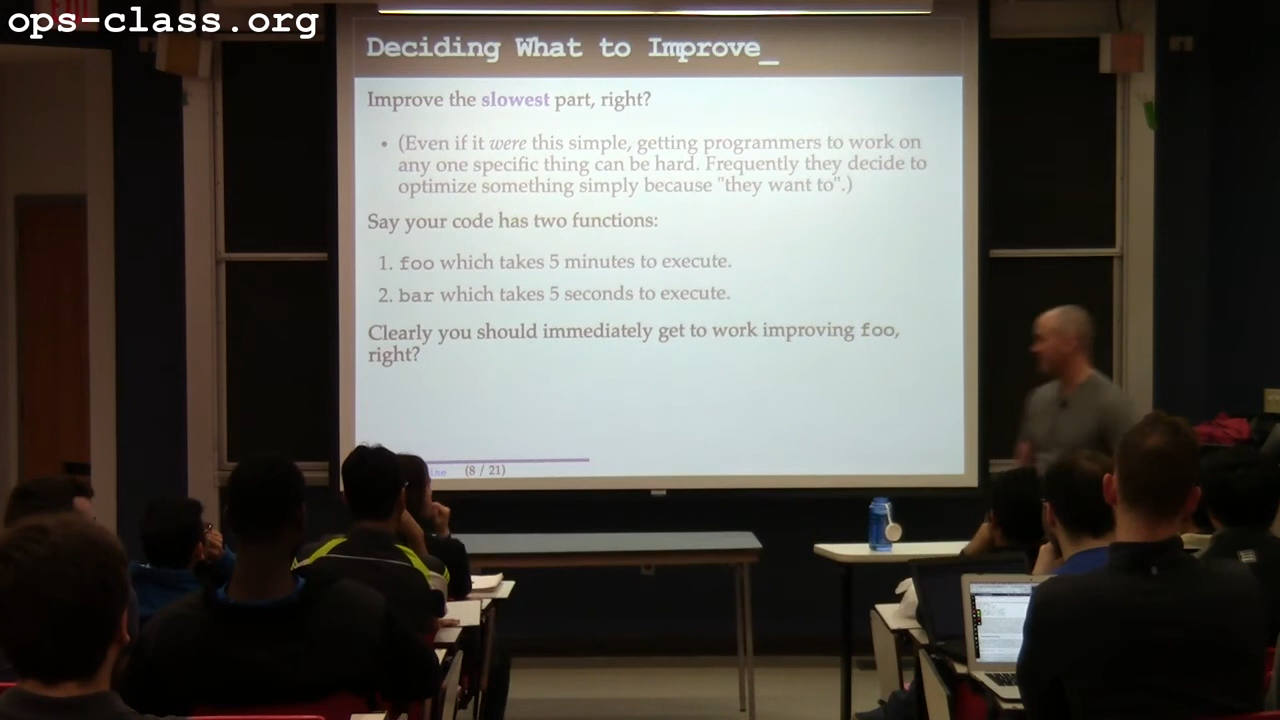 ops-class.org
Deciding What to Improve_
Improve the slowest part, right?
• (Even if it were this simple, getting programmers to work on
any one specific thing can be hard. Frequently they decide to
optimize something simply because "they want to".)
Say your code has two functions:
1. foo which takes 5 minutes to execute.
2. bar which takes 5 seconds to execute.
Clearly you should immediately get to work improving foo,
right?
(8 / 21)